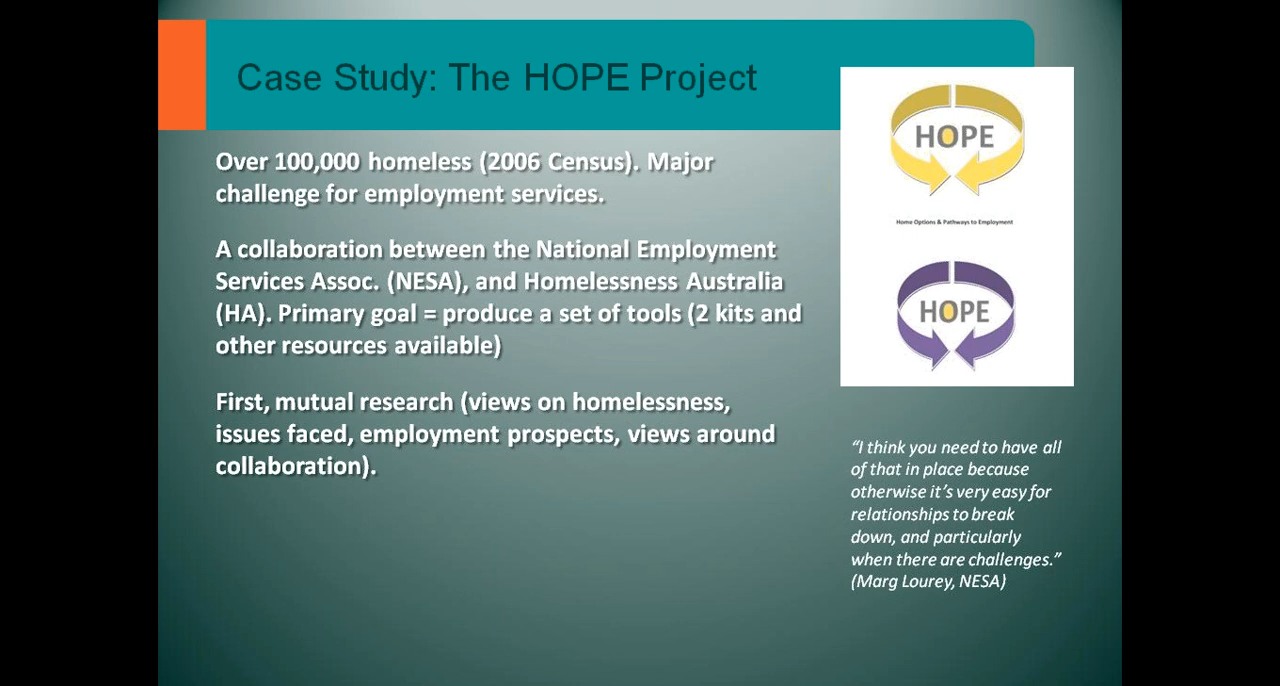 Case Study: The HOPE Project
Over 100,000 homeless (2006 Census). Major
challenge for employment services.
A collaboration between the National Employment
Services Assoc. (NESA), and Homelessness Australia
(HA). Primary goal = produce a set of tools (2 kits and
other resources available)
First, mutual research (views on homelessness,
issues faced, employment prospects, views around
collaboration).
HOPE
Home Options & Pathways to Employment
HOPE
“I think you need to have all
of that in place because
otherwise it’s very easy for
relationships to break
down, and particularly
when there are challenges.”
(Marg Lourey, NESA)